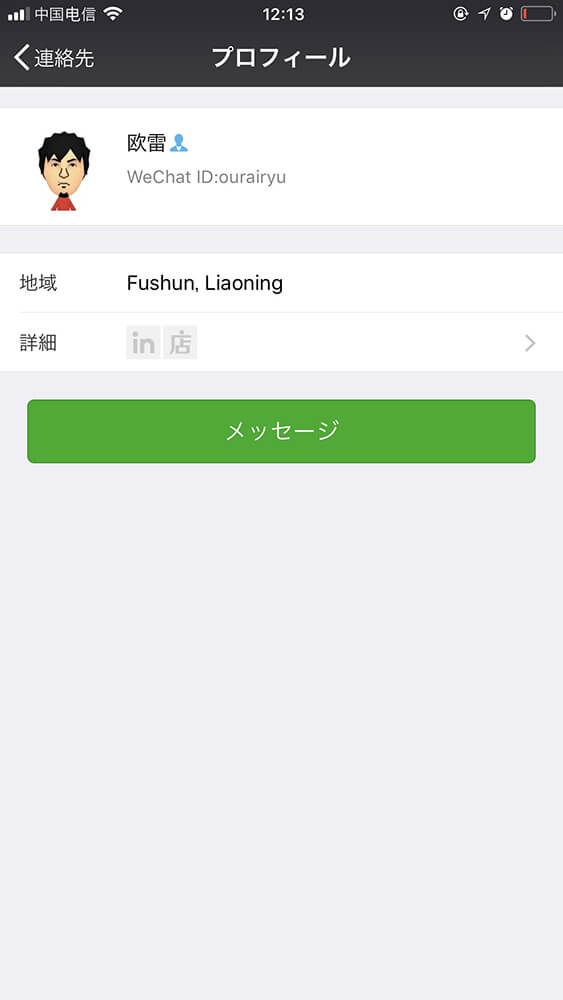 中国电信 12:13
連絡先 プロフィール
欧雷
WeChat ID:ourairyu
地域 Fushun, Liaoning
詳細 in 店
メッセージ